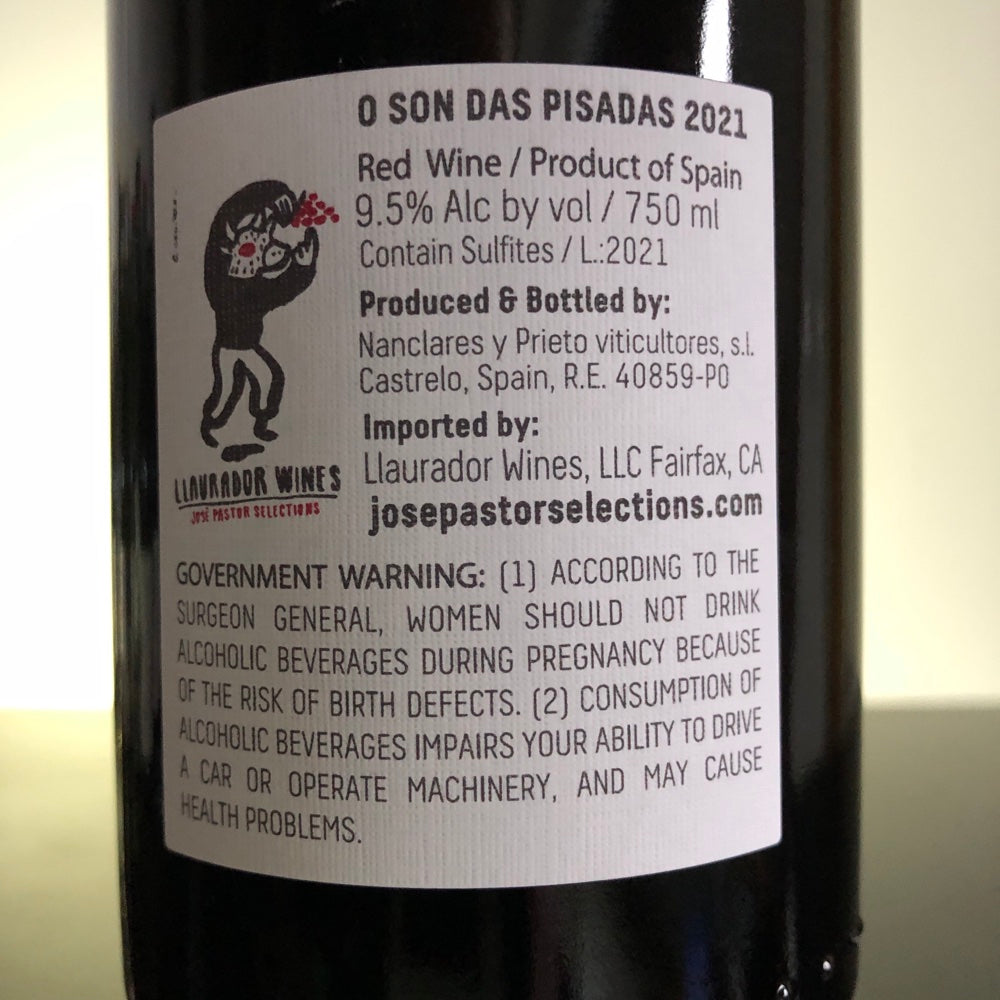 O SON DAS PISADAS 2021
Red Wine / Product of Spain
9.5% Alc by vol / 750 ml
Contain Sulfites / L.:2021
Produced & Bottled by:
Nanclares y Prieto viticultores, s.l.
Castrelo, Spain, R.E. 40859-PO
Imported by:
Llaurador Wines, LLC Fairfax, CA
josepastorselections.com
LLAURADOR WINES
JOSÉ PASTOR SELECTIONS
GOVERNMENT WARNING: (1) ACCORDING TO THE
SURGEON GENERAL, WOMEN SHOULD NOT DRINK
ALCOHOLIC BEVERAGES DURING PREGNANCY BECAUSE
OF THE RISK OF BIRTH DEFECTS. (2) CONSUMPTION OF
ALCOHOLIC BEVERAGES IMPAIRS YOUR ABILITY TO DRIVE
A CAR OR OPERATE MACHINERY, AND MAY CAUSE
HEALTH PROBLEMS.